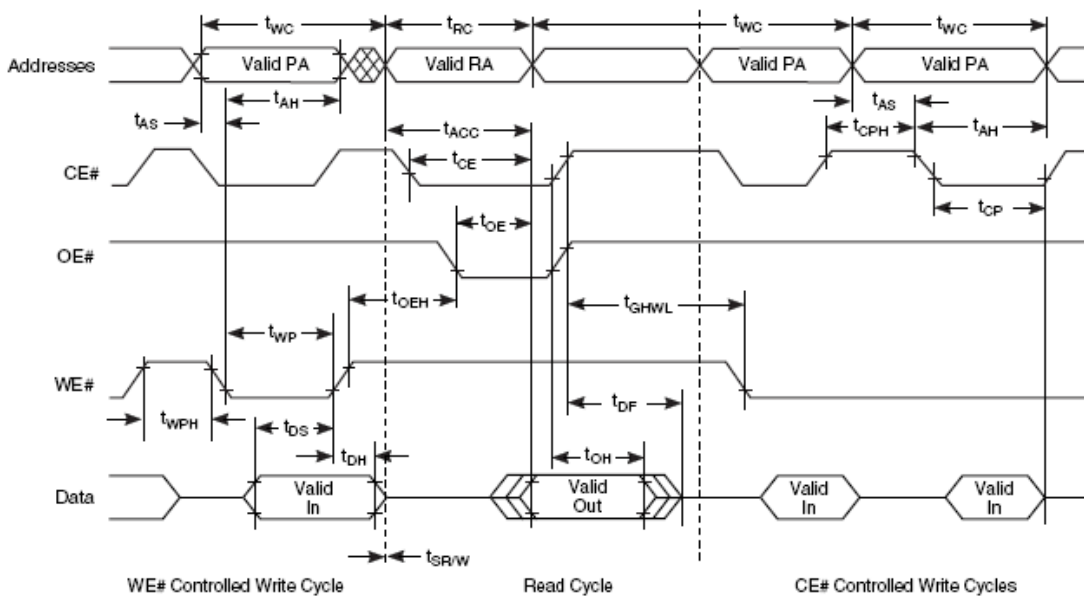 tWC tRC tWC tWC
Addresses Valid PA Valid RA Valid PA Valid PA
tAH tAS
tAS tACC tCPH tAH
CE# tCE
tOE tCP
OE#
tOEH tGHWL
tWP
WE#
tWPH tDS tDF
tDH tOH
Data Valid In Valid Out Valid In Valid In
tSR/W
WE# Controlled Write Cycle Read Cycle CE# Controlled Write Cycles